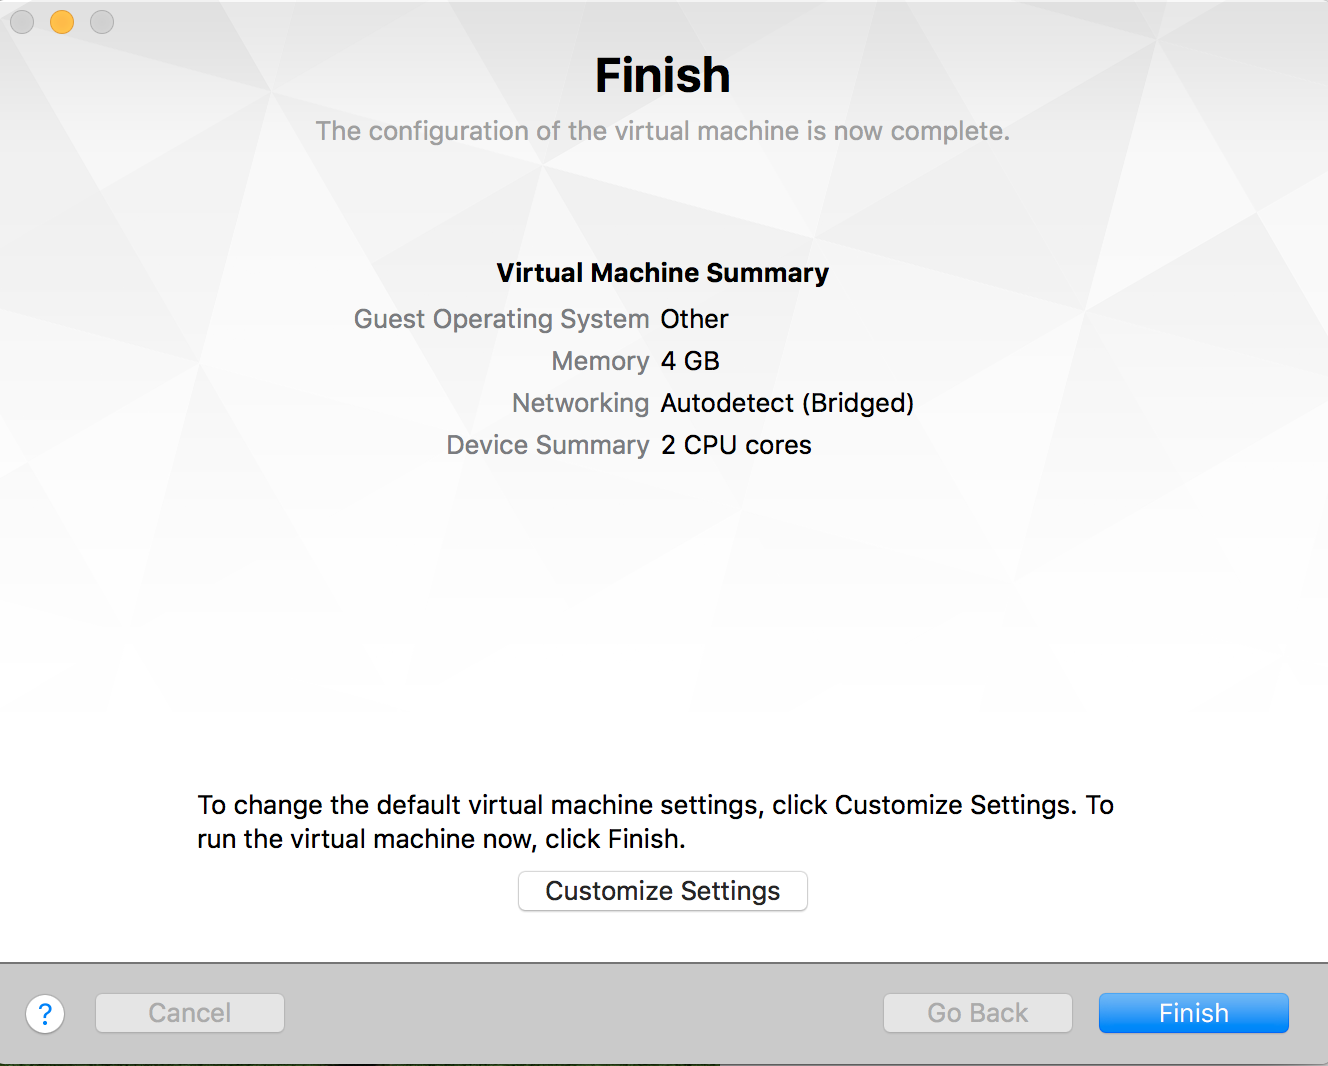 Finish
The configuration of the virtual machine is now complete.
Virtual Machine Summary
Guest Operating System Other
Memory 4 GB
Networking Autodetect (Bridged)
Device Summary 2 CPU cores
To change the default virtual machine settings, click Customize Settings. To
run the virtual machine now, click Finish.
Customize Settings
? Cancel Go Back Finish